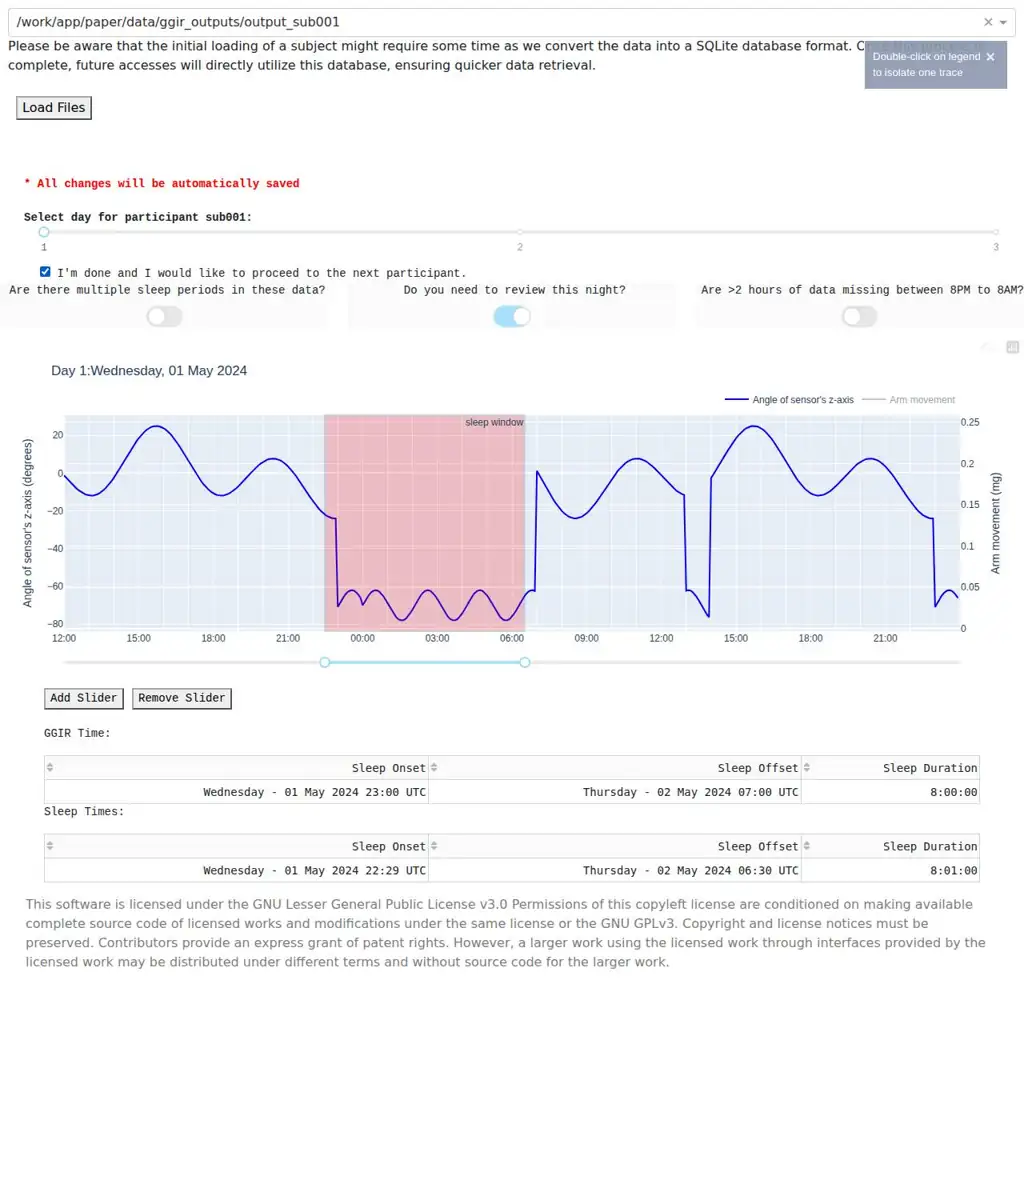 /work/app/paper/data/ggir_outputs/output_sub001
Please be aware that the initial loading of a subject might require some time as we convert the data into a SQLite database format.
complete, future accesses will directly utilize this database, ensuring quicker data retrieval.
Double-click on legend
to isolate one trace
Load Files
* All changes will be automatically saved
Select day for participant sub001:
1 2 3
I'm done and I would like to proceed to the next participant.
Are there multiple sleep periods in these data? Do you need to review this night? Are >2 hours of data missing between 8PM to 8AM?
Day 1:Wednesday, 01 May 2024
Angle of sensor's z-axis Arm movement
sleep window
Angle of sensor's z-axis (degrees)
20
0
−20
−40
−60
−80
0.25
0.2
0.15
0.1
0.05
0
Arm movement (mg)
12:00 15:00 18:00 21:00 00:00 03:00 06:00 09:00 12:00 15:00 18:00 21:00
Add Slider Remove Slider
GGIR Time:
Sleep Onset Sleep Offset Sleep Duration
Wednesday - 01 May 2024 23:00 UTC Thursday - 02 May 2024 07:00 UTC 8:00:00
Sleep Times:
Sleep Onset Sleep Offset Sleep Duration
Wednesday - 01 May 2024 22:29 UTC Thursday - 02 May 2024 06:30 UTC 8:01:00
This software is licensed under the GNU Lesser General Public License v3.0 Permissions of this copyleft license are conditioned on making available
complete source code of licensed works and modifications under the same license or the GNU GPLv3. Copyright and license notices must be
preserved. Contributors provide an express grant of patent rights. However, a larger work using the licensed work through interfaces provided by the
licensed work may be distributed under different terms and without source code for the larger work.